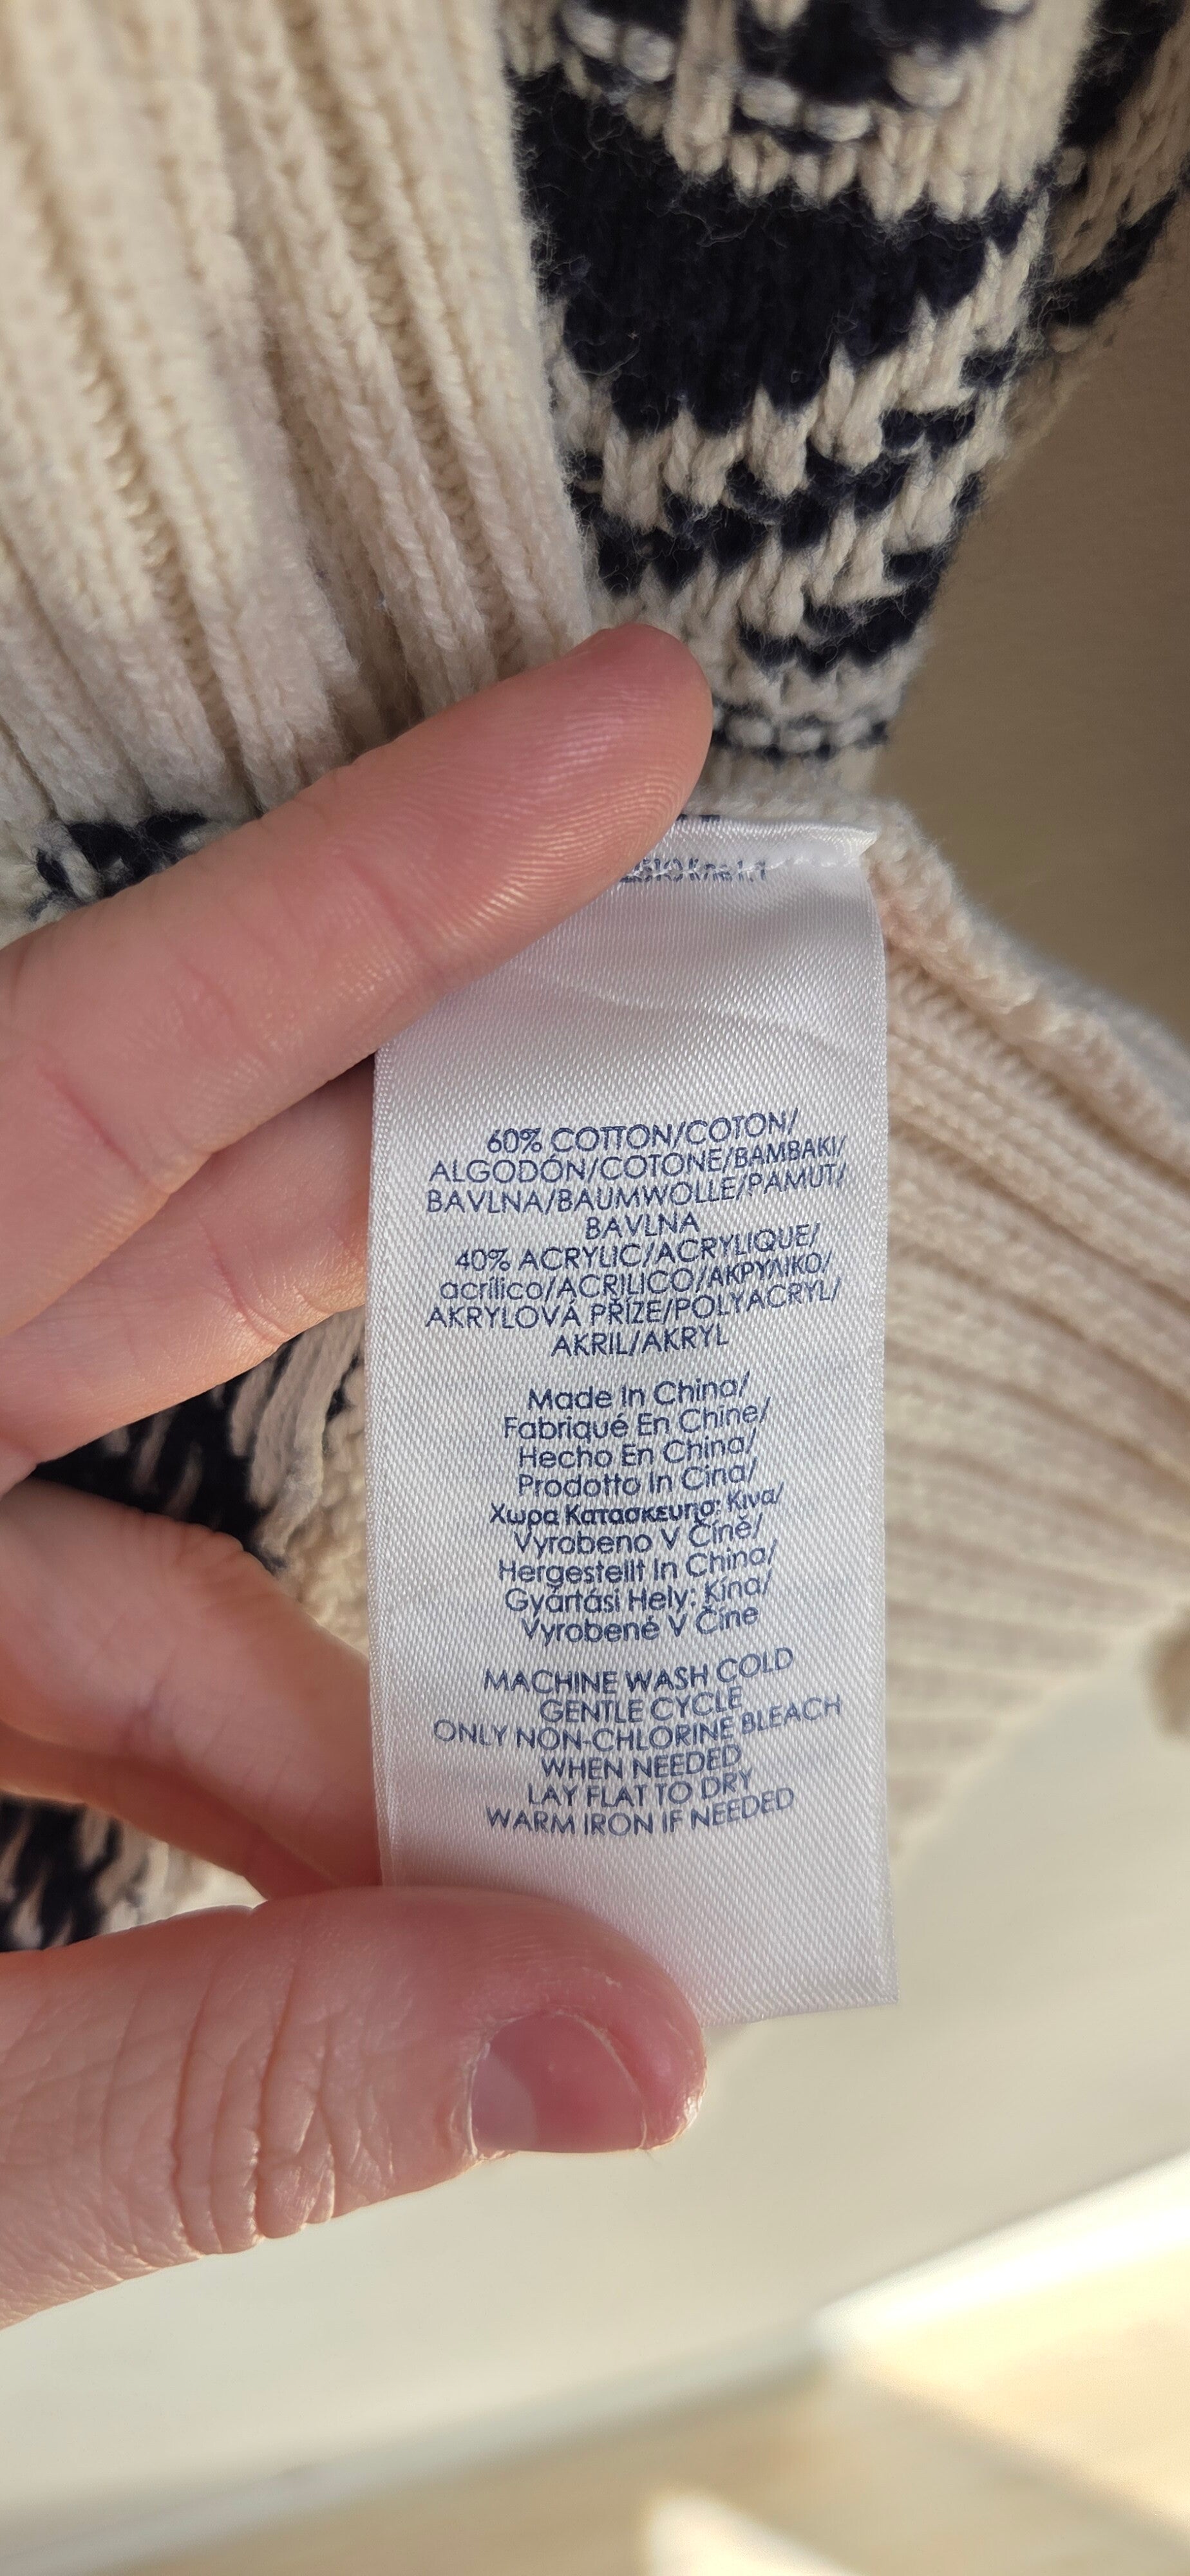 60% COTTON/COTON/
ALGODÓN/COTONE/BAMBAKI/
BAVLNA/BAUMWOLLE/PAMUT/
BAVLNA
40% ACRYLIC/ACRYLIQUE/
acrílico/ACRILICO/ΑΚΡΥΛΙΚΟ/
AKRYLOVÁ PŘÍZE/POLYACRYL/
AKRIL/AKRYL
Made In China/
Fabriqué En Chine/
Hecho En China/
Prodotto In Cina/
Χωρα Κατασκευησ: Κινα/
Vyrobeno V Číně/
Hergestellt In China/
Gyártási Hely: Kína/
Vyrobené V Číne
MACHINE WASH COLD
GENTLE CYCLE
ONLY NON-CHLORINE BLEACH
WHEN NEEDED
LAY FLAT TO DRY
WARM IRON IF NEEDED